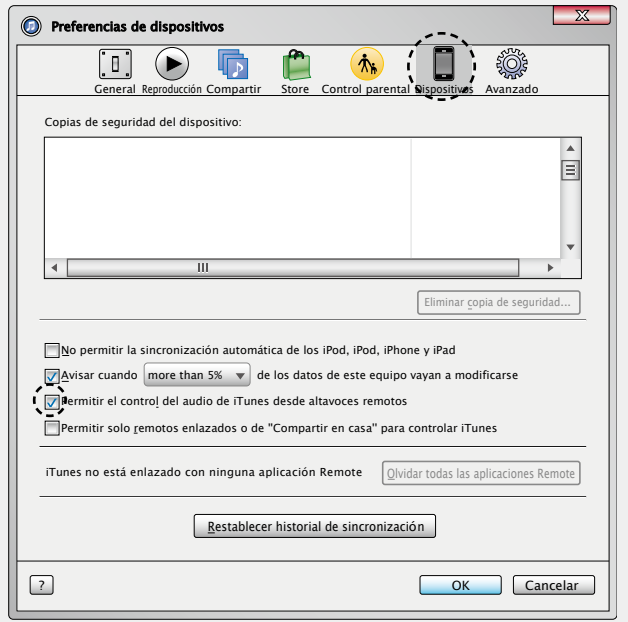 Preferencias de dispositivos
General Reproducción Compartir Store Control parental Dispositivos Avanzado
Copias de seguridad del dispositivo:
Eliminar copia de seguridad...
No permitir la sincronización automática de los iPod, iPod, iPhone y iPad
Avisar cuando more than 5% de los datos de este equipo vayan a modificarse
Permitir el control del audio de iTunes desde altavoces remotos
Permitir solo remotos enlazados o de "Compartir en casa" para controlar iTunes
iTunes no está enlazado con ninguna aplicación Remote Olvidar todas las aplicaciones Remote
Restablecer historial de sincronización
? OK Cancelar